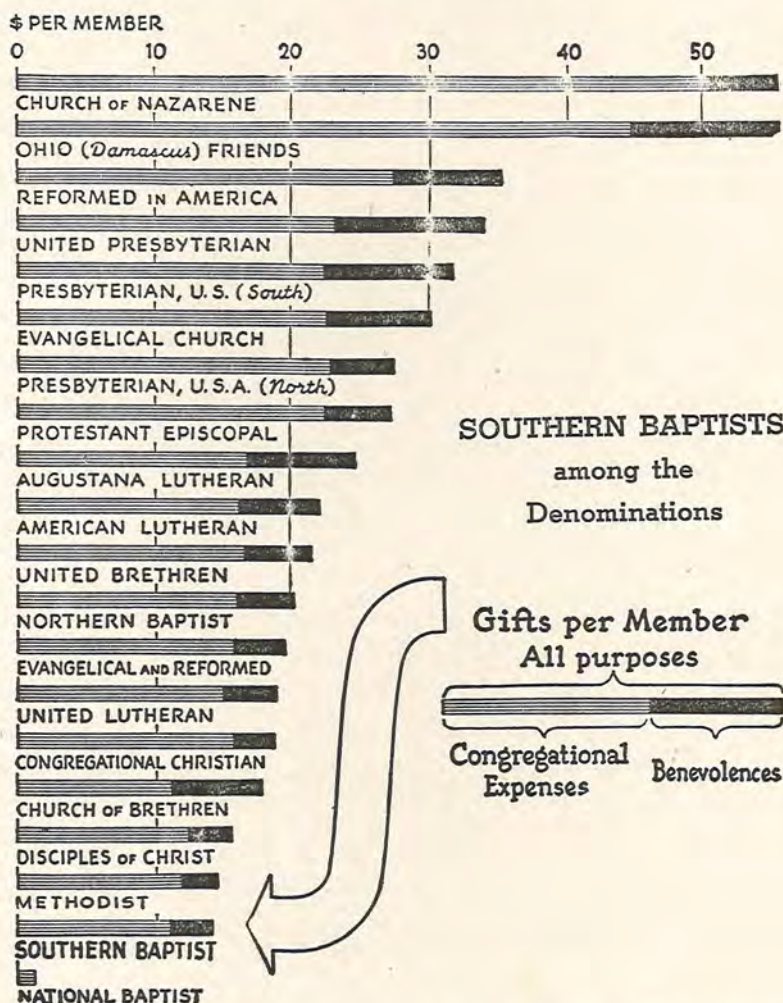 $ PER MEMBER
0 10 20 30 40 50
CHURCH OF NAZARENE
OHIO (Damascus) FRIENDS
REFORMED IN AMERICA
UNITED PRESBYTERIAN
PRESBYTERIAN, U.S. (South)
EVANGELICAL CHURCH
PRESBYTERIAN, U.S.A. (North)
PROTESTANT EPISCOPAL
AUGUSTANA LUTHERAN
AMERICAN LUTHERAN
UNITED BRETHREN
NORTHERN BAPTIST
EVANGELICAL AND REFORMED
UNITED LUTHERAN
CONGREGATIONAL CHRISTIAN
CHURCH OF BRETHREN
DISCIPLES OF CHRIST
METHODIST
SOUTHERN BAPTIST
NATIONAL BAPTIST
SOUTHERN BAPTISTS
among the
Denominations
Gifts per Member
All purposes
Congregational
Expenses
Benevolences